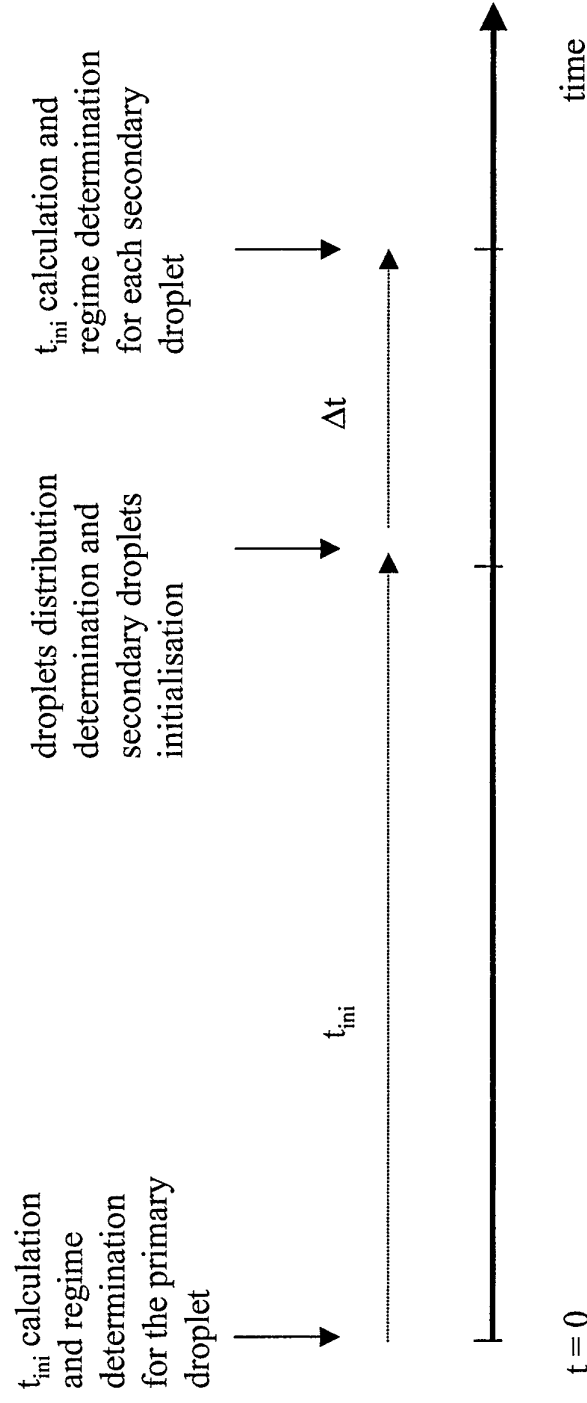 t_ini calculation
and regime
determination
for the primary
droplet
droplets distribution
determination and
secondary droplets
initialisation
t_ini calculation and
regime determination
for each secondary
droplet
t_ini
Δt
t = 0
time